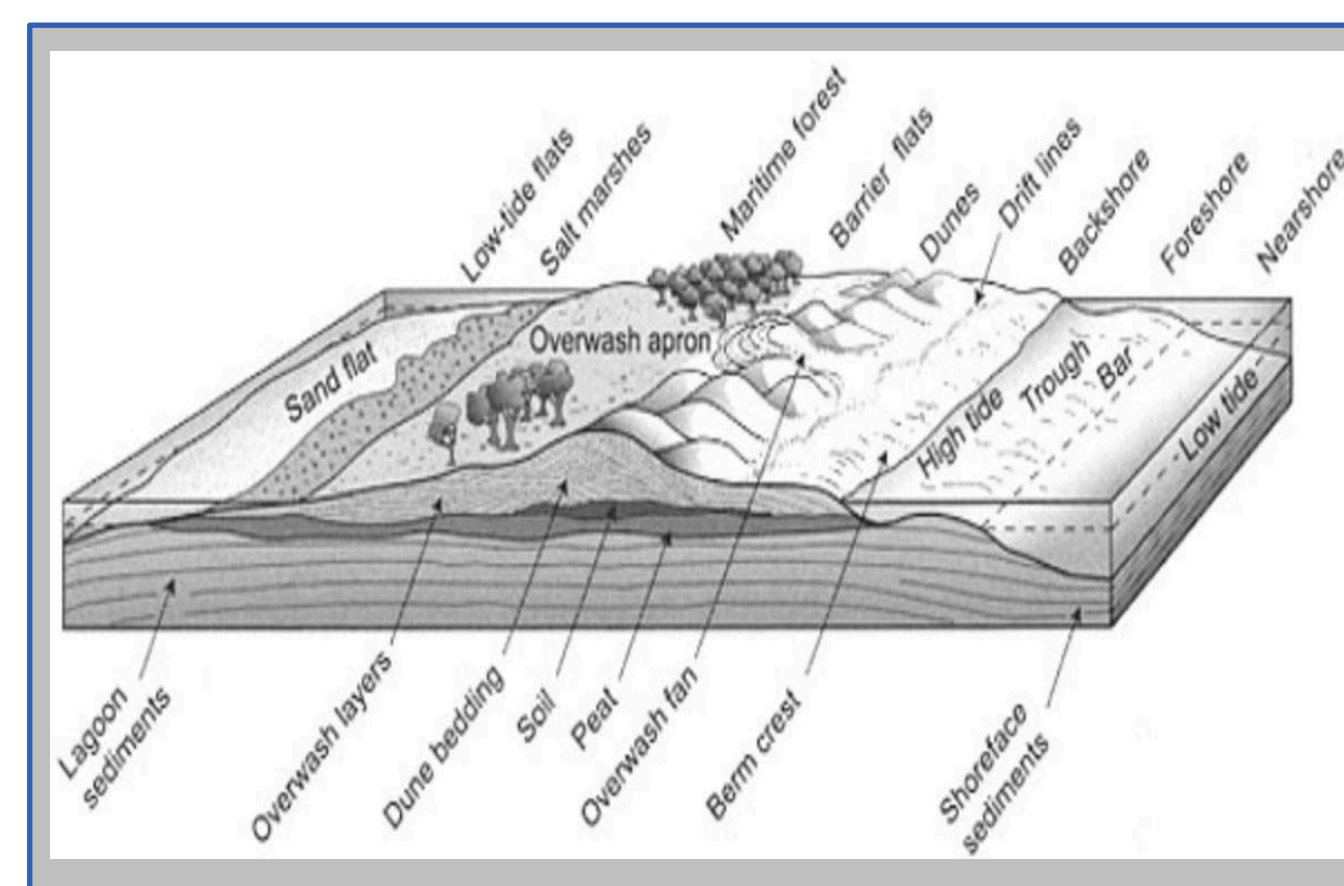 Low-tide flats
Salt marshes
Maritime forest
Barrier flats
Dunes
Drift lines
Backshore
Foreshore
Nearshore
Sand flat
Overwash apron
High tide
Trough
Bar
Low tide
Lagoon
sediments
Overwash layers
Dune bedding
Soil
Peat
Overwash fan
Berm crest
Shoreface
sediments